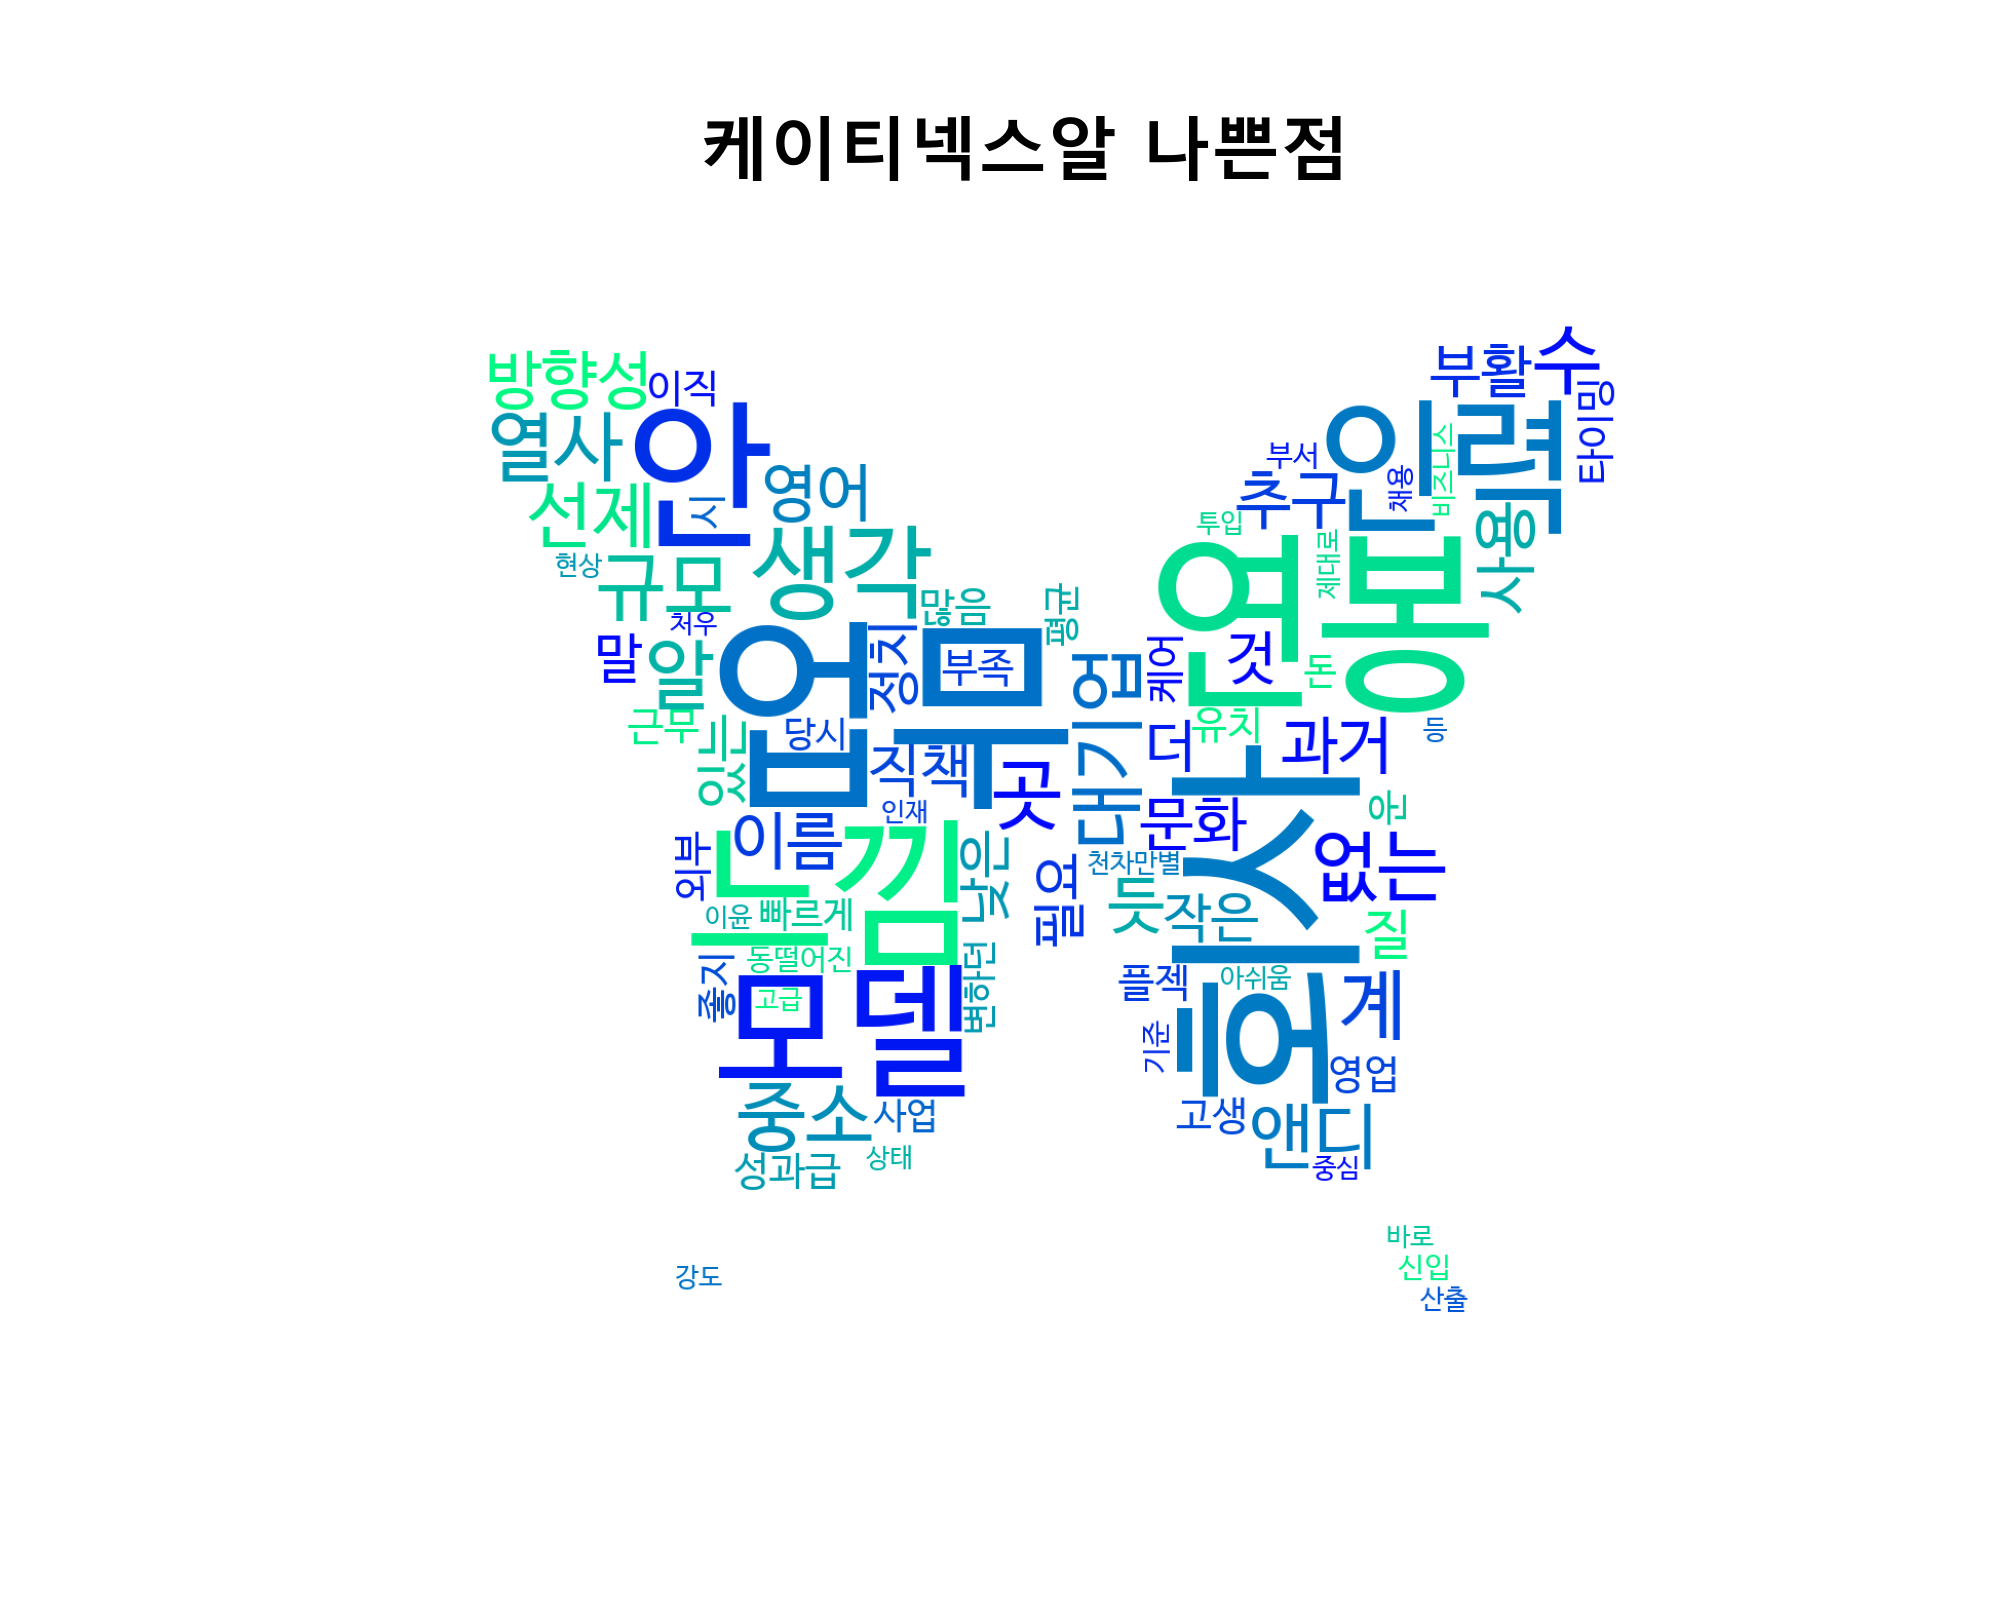 케이티넥스알 나쁜점
방향성
이직
부활
수
열사
안
인력
타이밍
선제
시
영어
부서
추구
채용
비즈니스
사용
현상
규모
생각
투입
제대로
연봉
많음
평균
처우
말
알
업무
정치
부족
대기업
케어
것
돈
근무
있는
당시
직책
곳
유치
더
과거
등
인재
이름
느낌
문화
회사
없는
운
외부
낮은
필요
천차만별
듯
작은
질
이윤
빠르게
동떨어진
변하던
좋지
고급
모델
플젝
아쉬움
계
기준
영업
중소
사업
고생
앤디
성과급
상태
중심
바로
신입
강도
산출